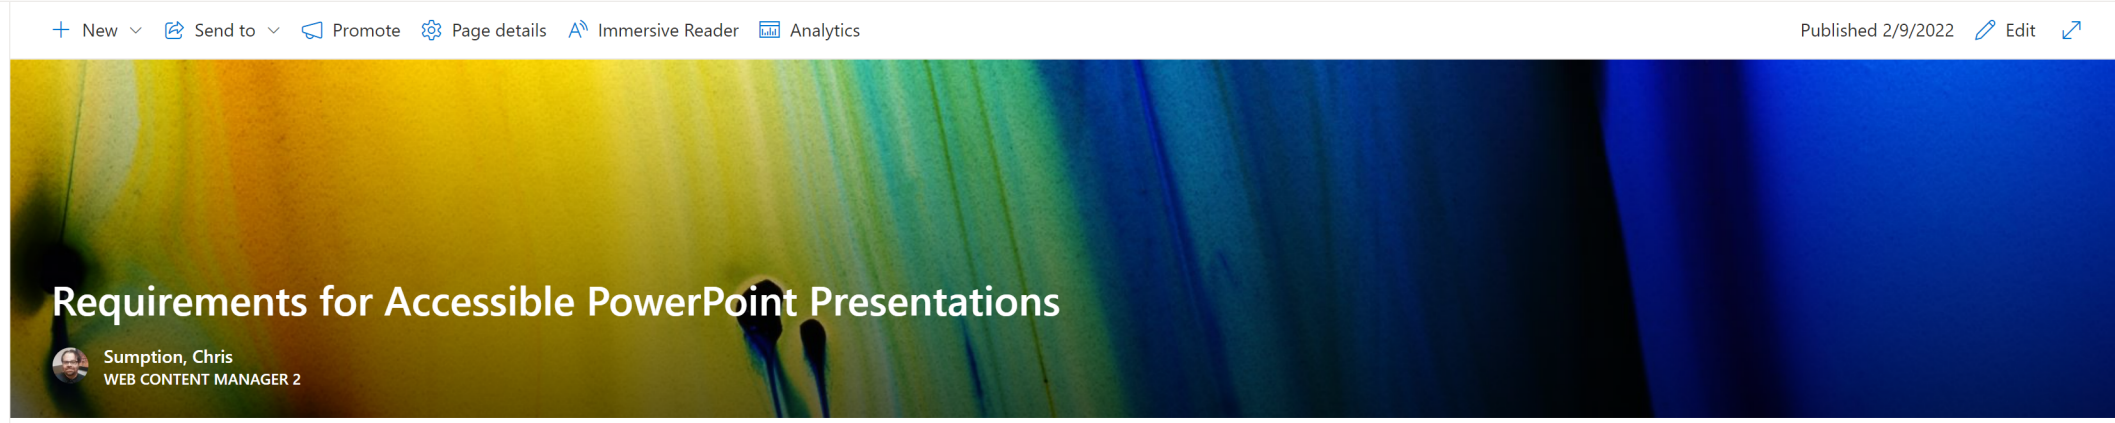 New Send to Promote Page details Immersive Reader Analytics Published 2/9/2022 Edit
Requirements for Accessible PowerPoint Presentations
Sumption, Chris
WEB CONTENT MANAGER 2